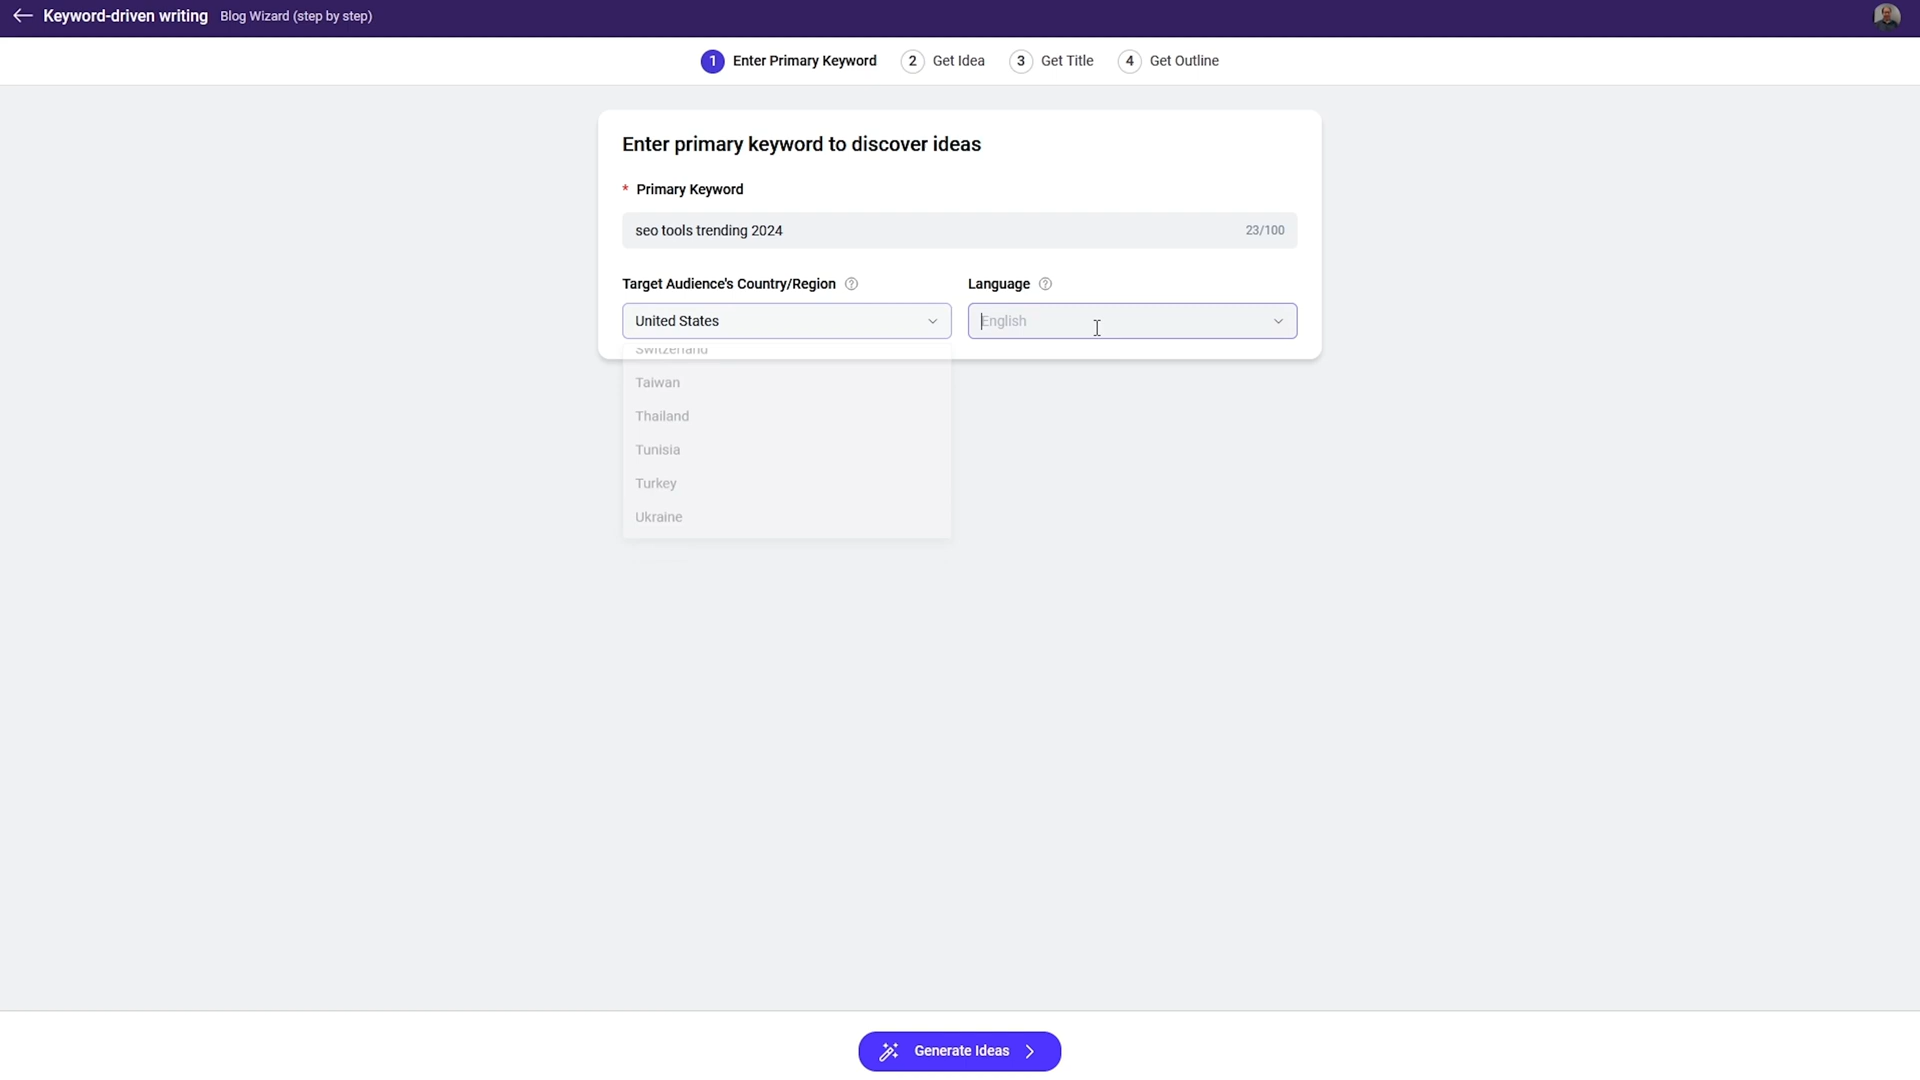 Keyword-driven writing Blog Wizard (step by step)
1 Enter Primary Keyword 2 Get Idea 3 Get Title 4 Get Outline
Enter primary keyword to discover ideas
* Primary Keyword
seo tools trending 2024 23/100
Target Audience's Country/Region ? Language ?
United States English
Switzerland
Taiwan
Thailand
Tunisia
Turkey
Ukraine
Generate Ideas